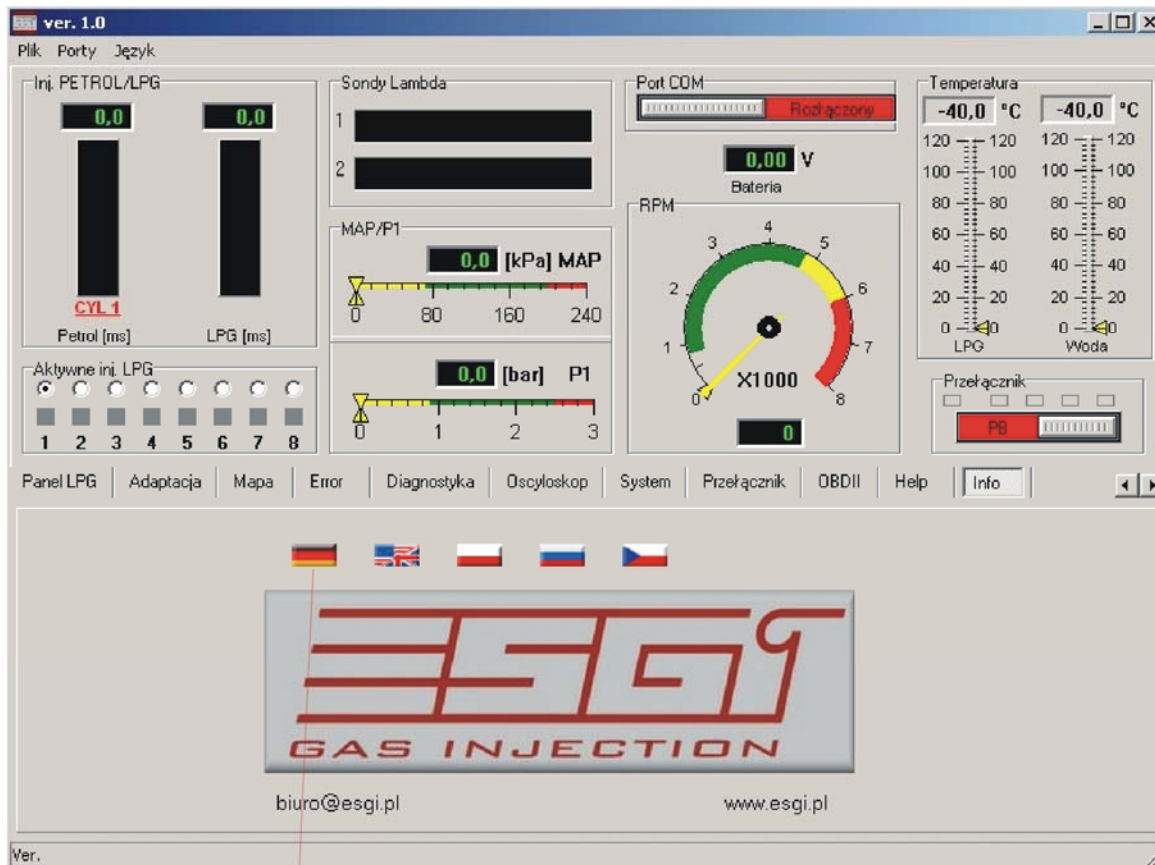 ver. 1.0
Plik Porty Język
Inj. PETROL/LPG
0,0 0,0
CYL 1
Petrol [ms] LPG [ms]
Aktywne inj. LPG
1 2 3 4 5 6 7 8
Sondy Lambda
1
2
MAP/P1
0,0 [kPa] MAP
0 80 160 240
0,0 [bar] P1
0 1 2 3
Port COM
Rozłączony
0,00 V
Bateria
RPM
0 1 2 3 4 5 6 7 8
X1000
0
Temperatura
-40,0 °C -40,0 °C
120 120 120 120
100 100 100 100
80 80 80 80
60 60 60 60
40 40 40 40
20 20 20 20
0 0 0 0
LPG Woda
Przełącznik
PB
Panel LPG Adaptacja Mapa Error Diagnostyka Oscyloskop System Przełącznik OBDII Help Info
ESGI
GAS INJECTION
biuro@esgi.pl www.esgi.pl
Ver.